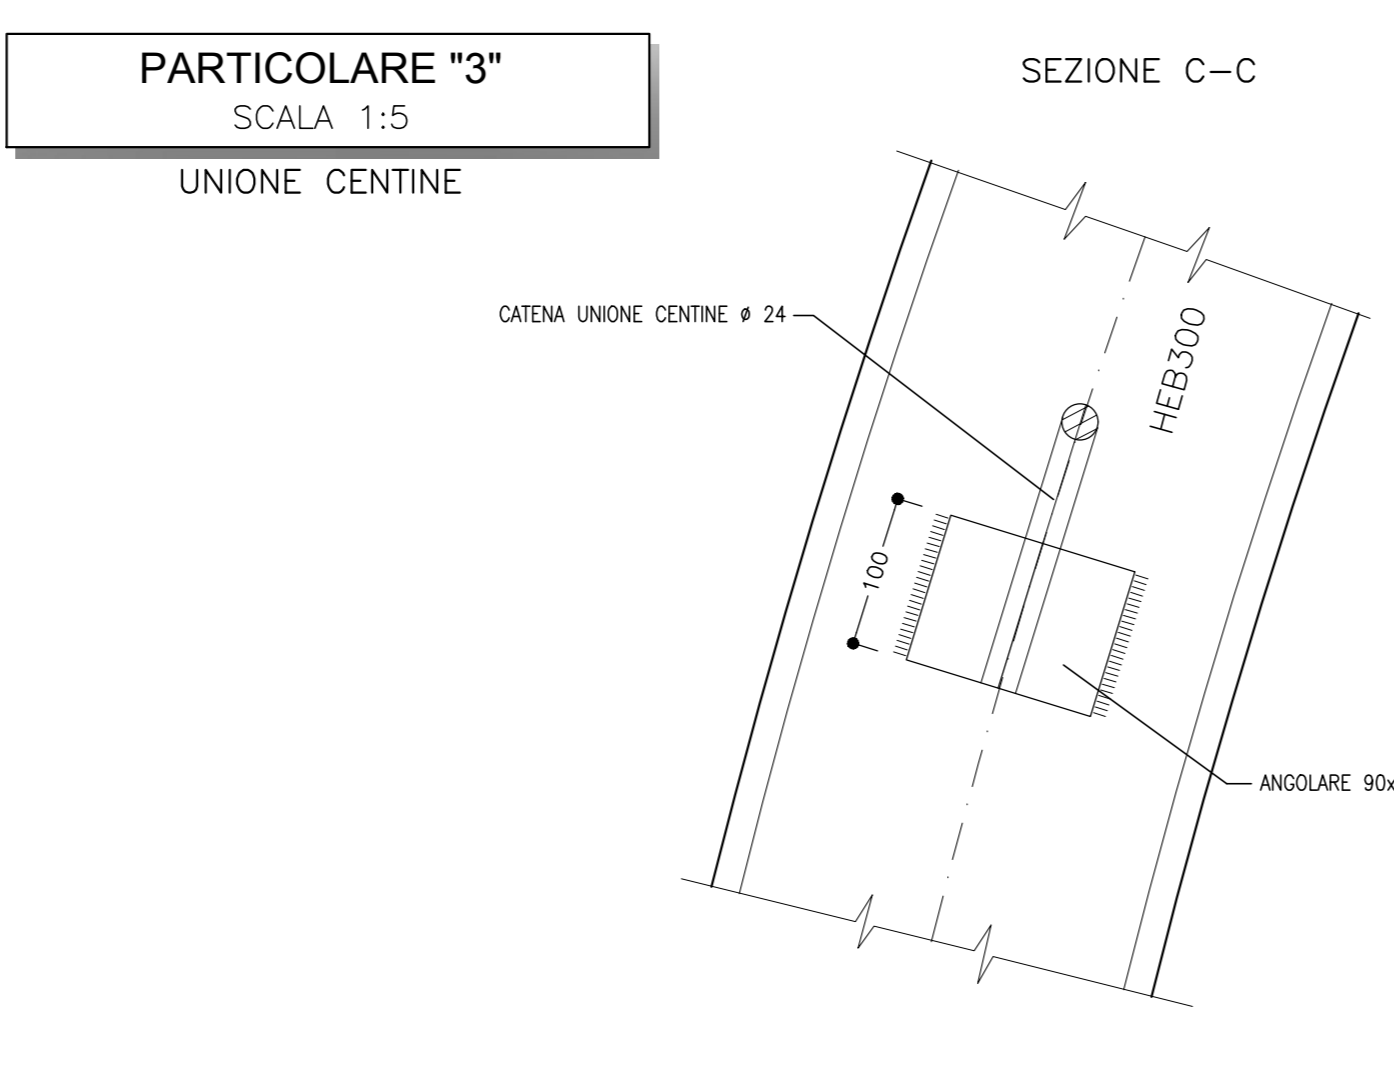 PARTICOLARE "3"
SCALA 1:5
UNIONE CENTINE
SEZIONE C-C
CATENA UNIONE CENTINE ø 24
HEB300
100
ANGOLARE 90x